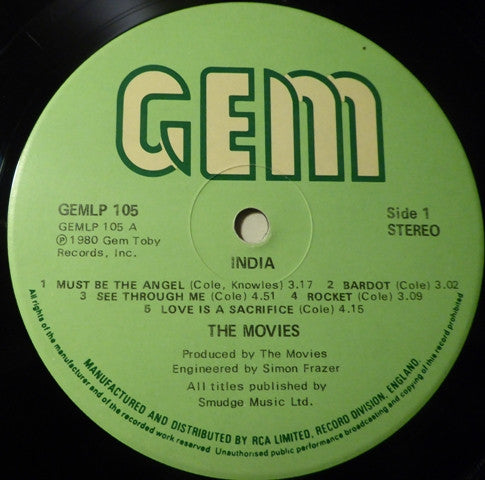 GEM
GEMLP 105
GEMLP 105 A
℗ 1980 Gem Toby
Records, Inc.
Side 1
STEREO
INDIA
1 MUST BE THE ANGEL (Cole, Knowles) 3.17 2 BARDOT (Cole) 3.02
3 SEE THROUGH ME (Cole) 4.51 4 ROCKET (Cole) 3.09
5 LOVE IS A SACRIFICE (Cole) 4.15
THE MOVIES
Produced by The Movies
Engineered by Simon Frazer
All titles published by
Smudge Music Ltd.
MANUFACTURED AND DISTRIBUTED BY RCA LIMITED, RECORD DIVISION, ENGLAND.
All rights of the manufacturer and of the recorded work reserved Unauthorised public performance broadcasting and copying of this record prohibited